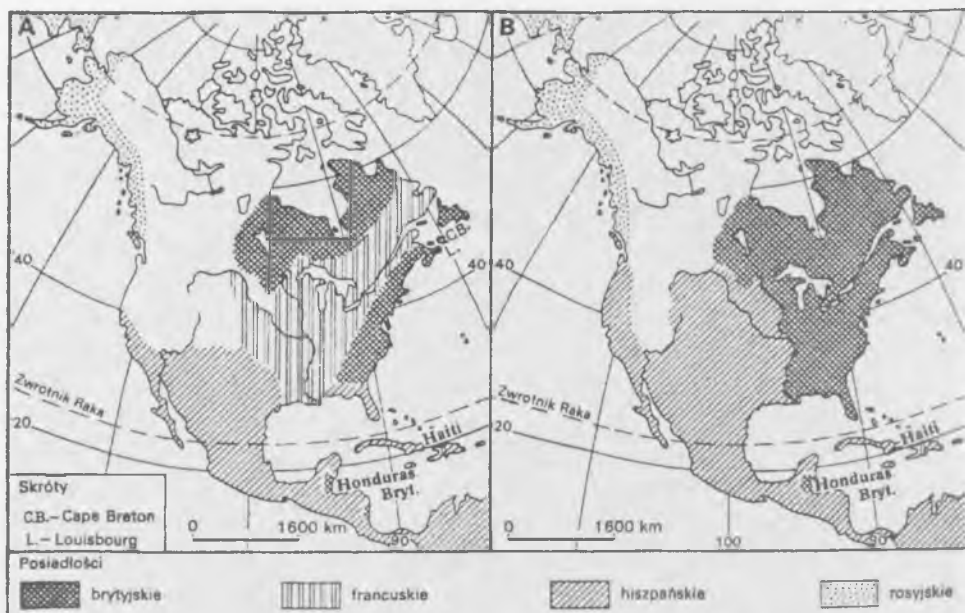 A
B
C.B.
L.
40
40
40
40
Zwrotnik Raka
Zwrotnik Raka
20
20
Haiti
Haiti
Honduras
Bryt.
Honduras
Bryt.
Skróty
C.B.– Cape Breton
L.– Louisbourg
0 1600 km
0 1600 km
90
100
90
Posiadłości
brytyjskie
francuskie
hiszpańskie
rosyjskie